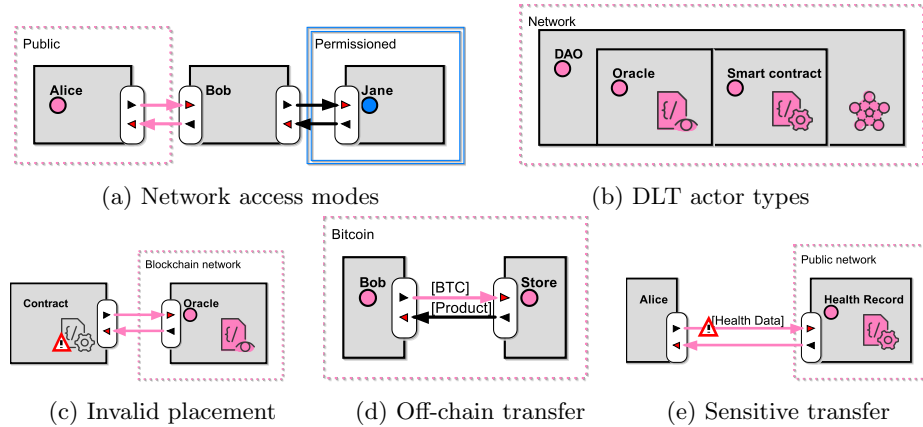 Public
Permissioned
Alice
Bob
Jane
(a) Network access modes
Network
DAO
Oracle
Smart contract
{/
{/
(b) DLT actor types
Blockchain network
Contract
Oracle
{/
!
{/
(c) Invalid placement
Bitcoin
Bob
Store
[BTC]
[Product]
(d) Off-chain transfer
Public network
Alice
Health Record
! [Health Data]
{/
(e) Sensitive transfer